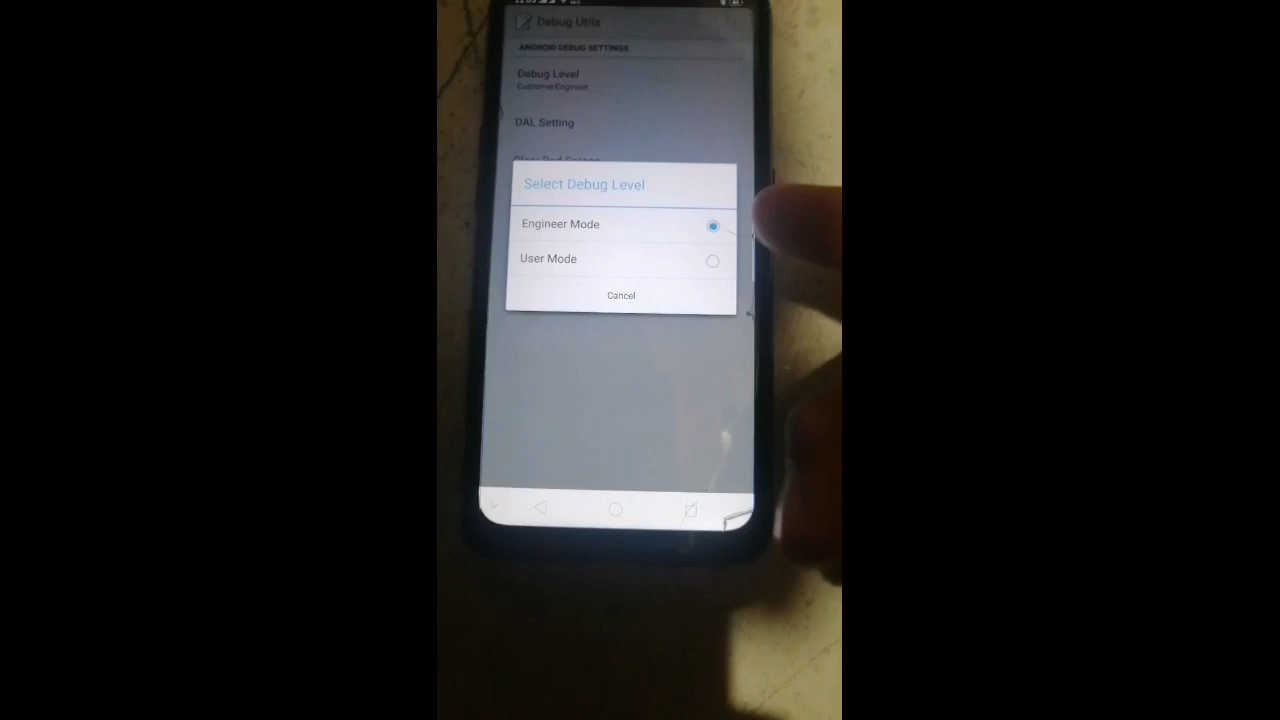 Debug Utils
ANDROID DEBUG SETTINGS
Debug Level
CustomerEngineer
DAL Setting
Select Debug Level
Engineer Mode
User Mode
Cancel